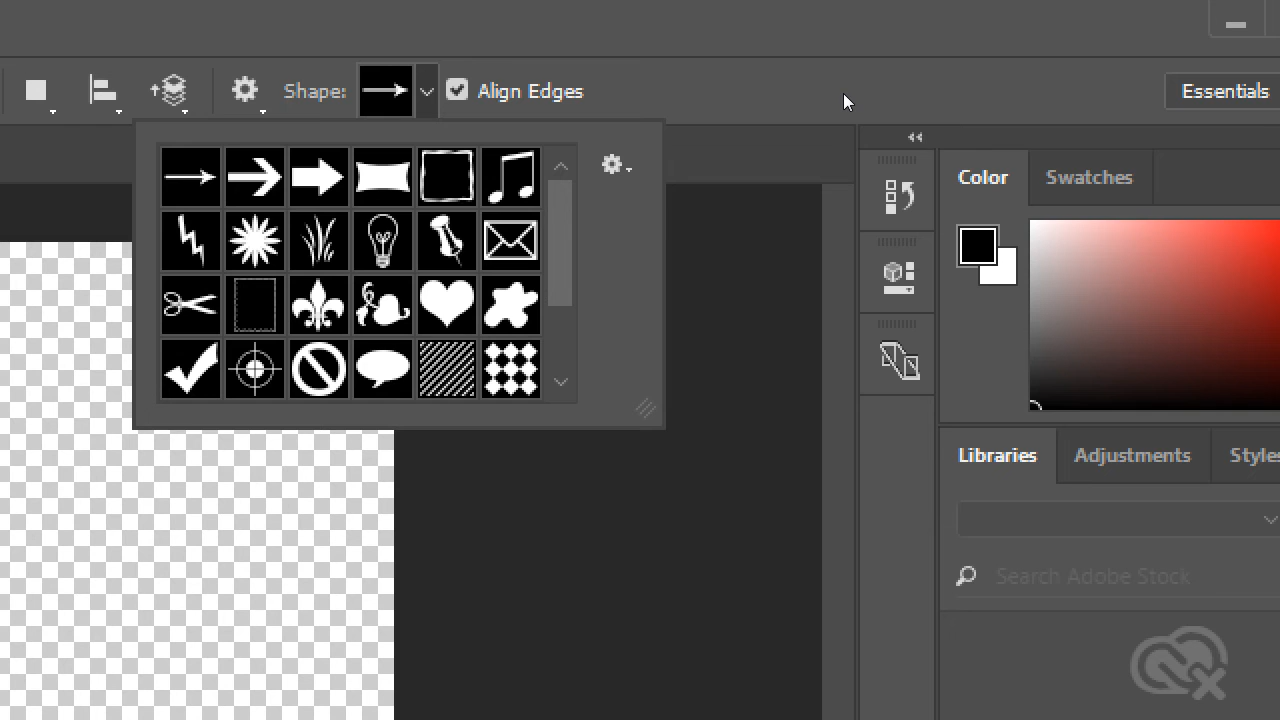 Shape:
Align Edges
Essentials
Color
Swatches
Libraries
Adjustments
Styles
Search Adobe Stock